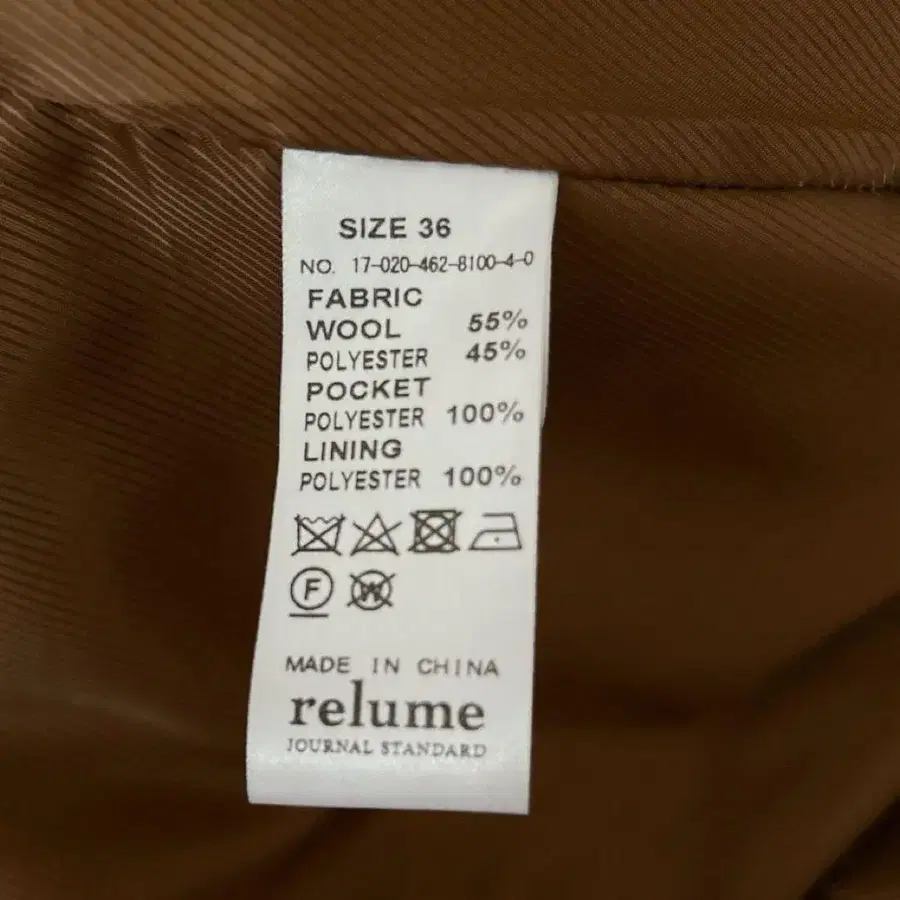 SIZE 36
NO. 17-020-462-8100-4-0
FABRIC
WOOL 55%
POLYESTER 45%
POCKET
POLYESTER 100%
LINING
POLYESTER 100%
F W
MADE IN CHINA
relume
JOURNAL STANDARD